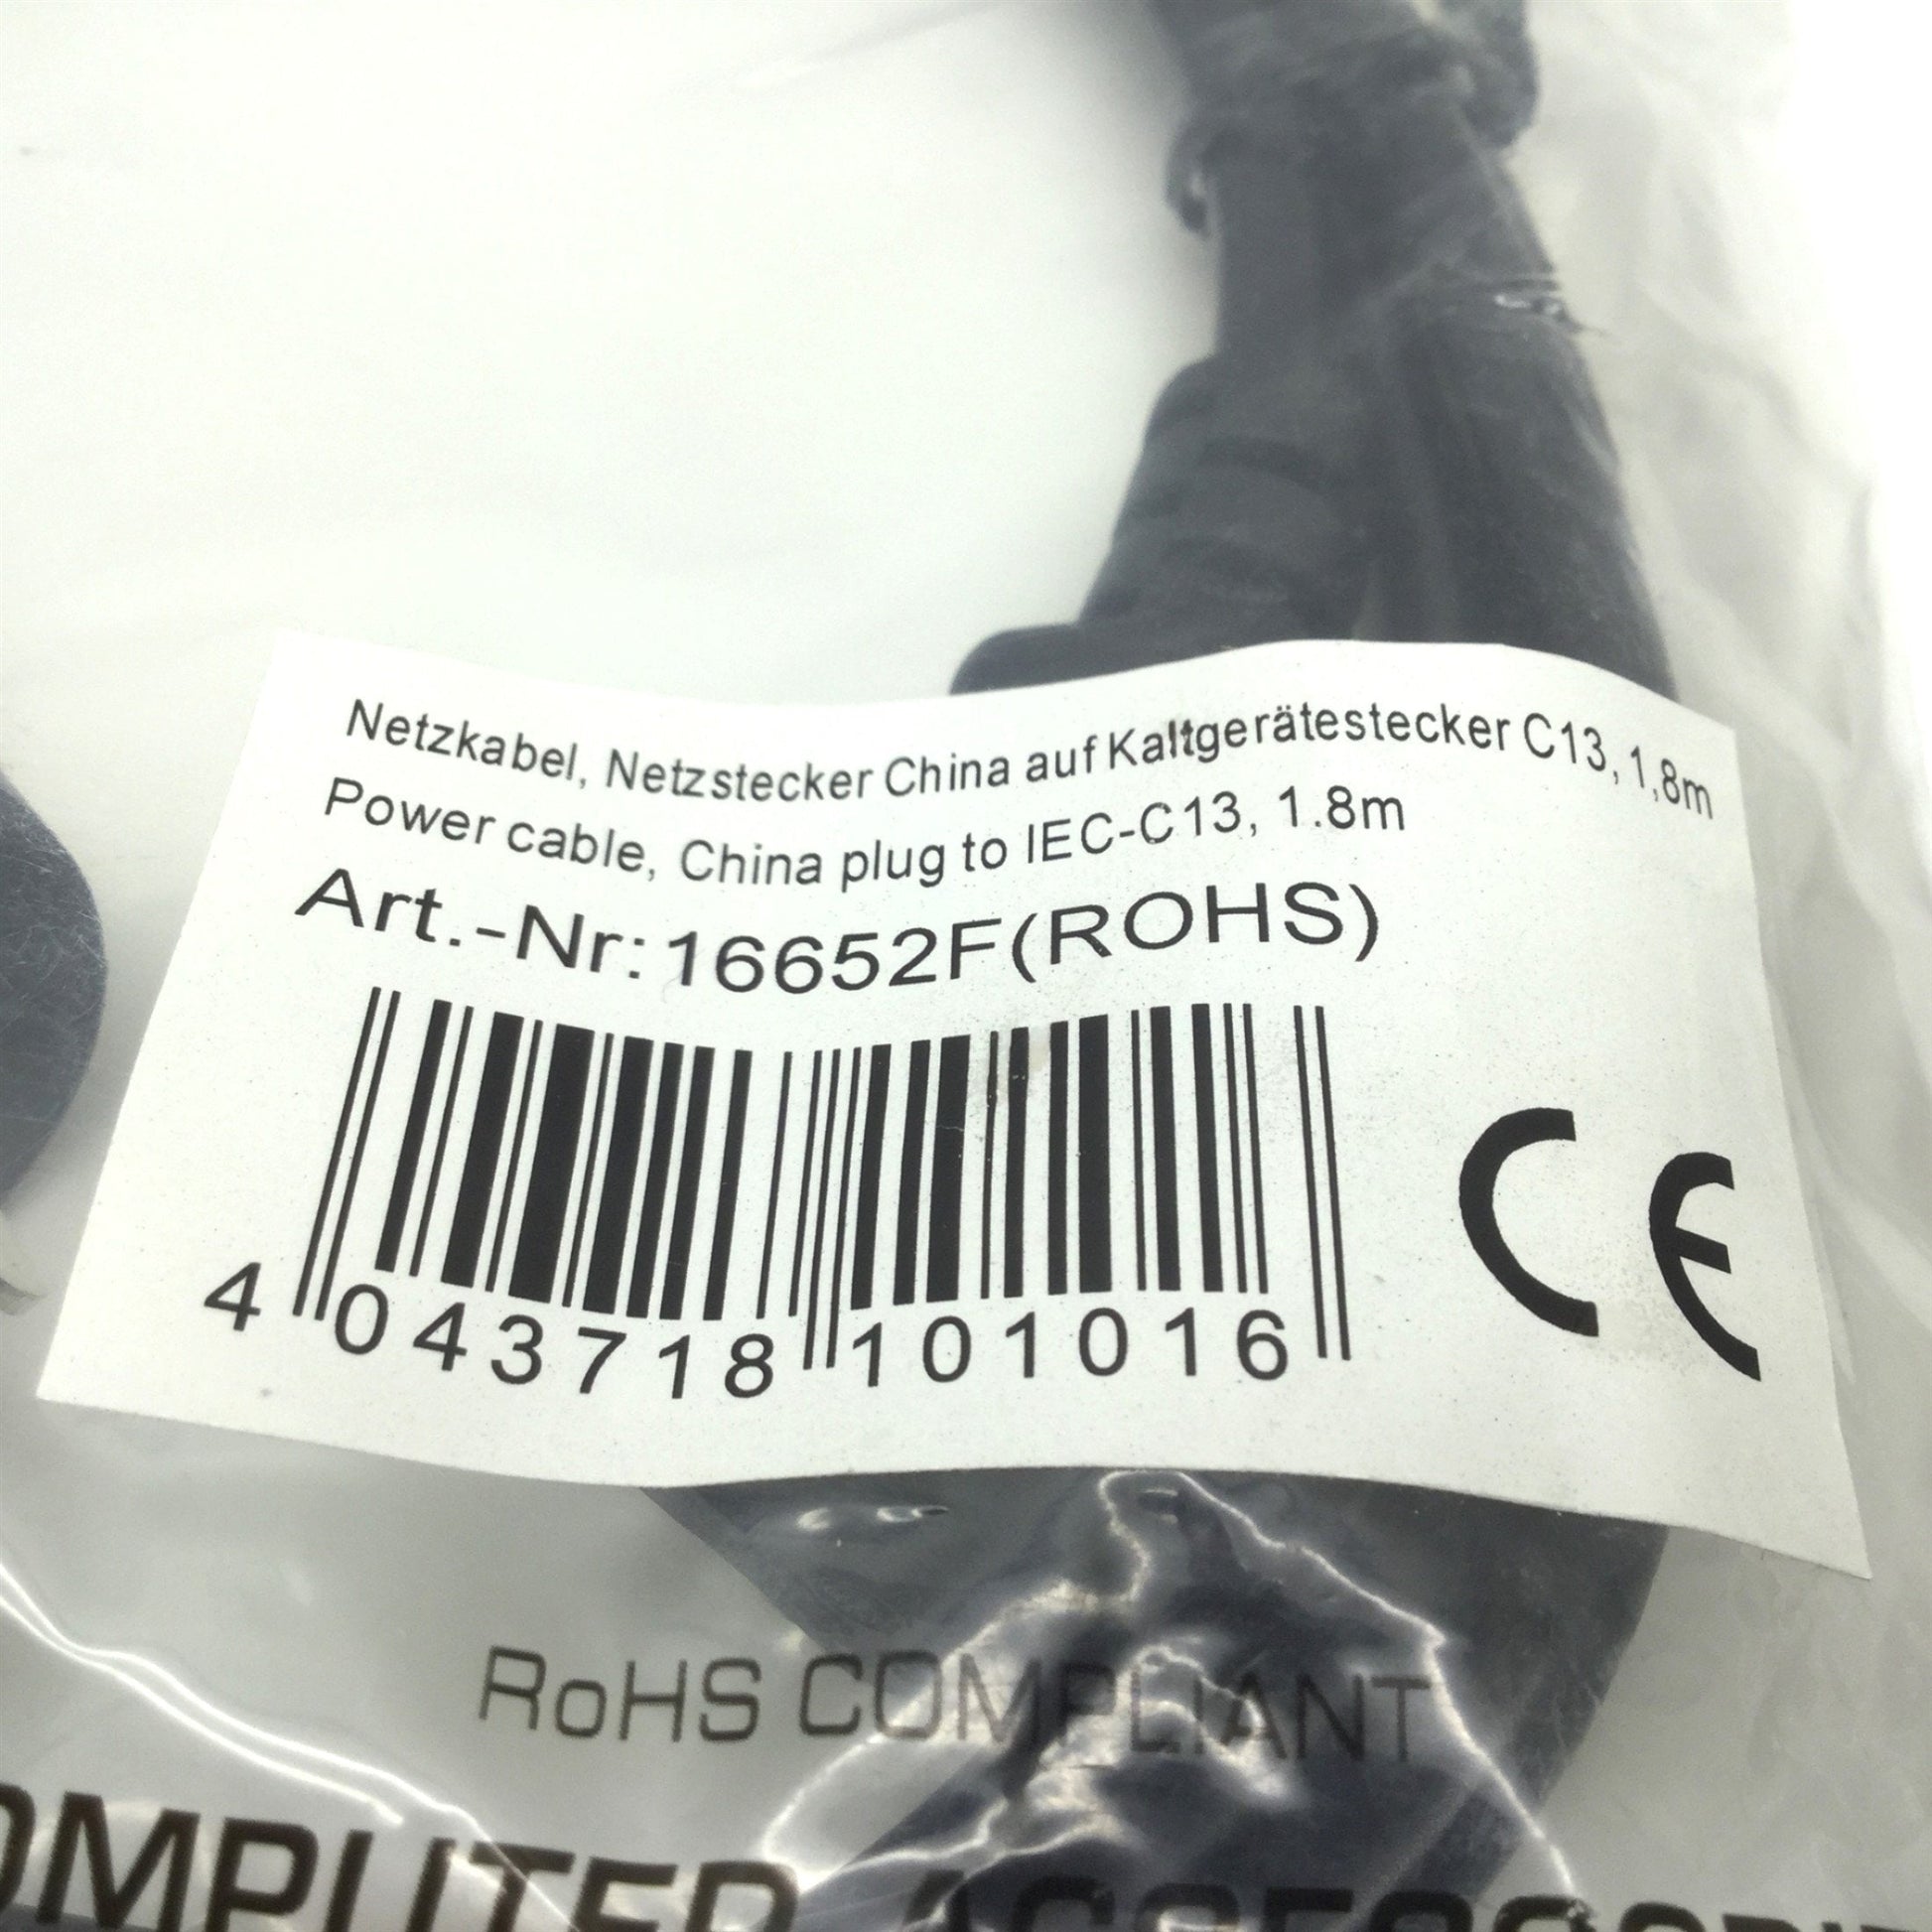 Netzkabel, Netzstecker China auf Kaltgerätestecker C13, 1,8m
Power cable, China plug to IEC-C13, 1.8m
Art.-Nr:16652F(ROHS)
4 043718 101016
CE
RoHS COMPLIANT